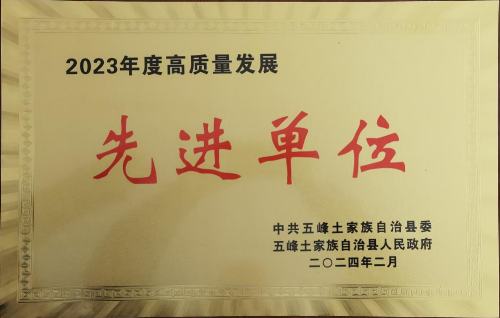 2023年度高质量发展
先进单位
中共五峰土家族自治县委
五峰土家族自治县人民政府
二〇二四年二月